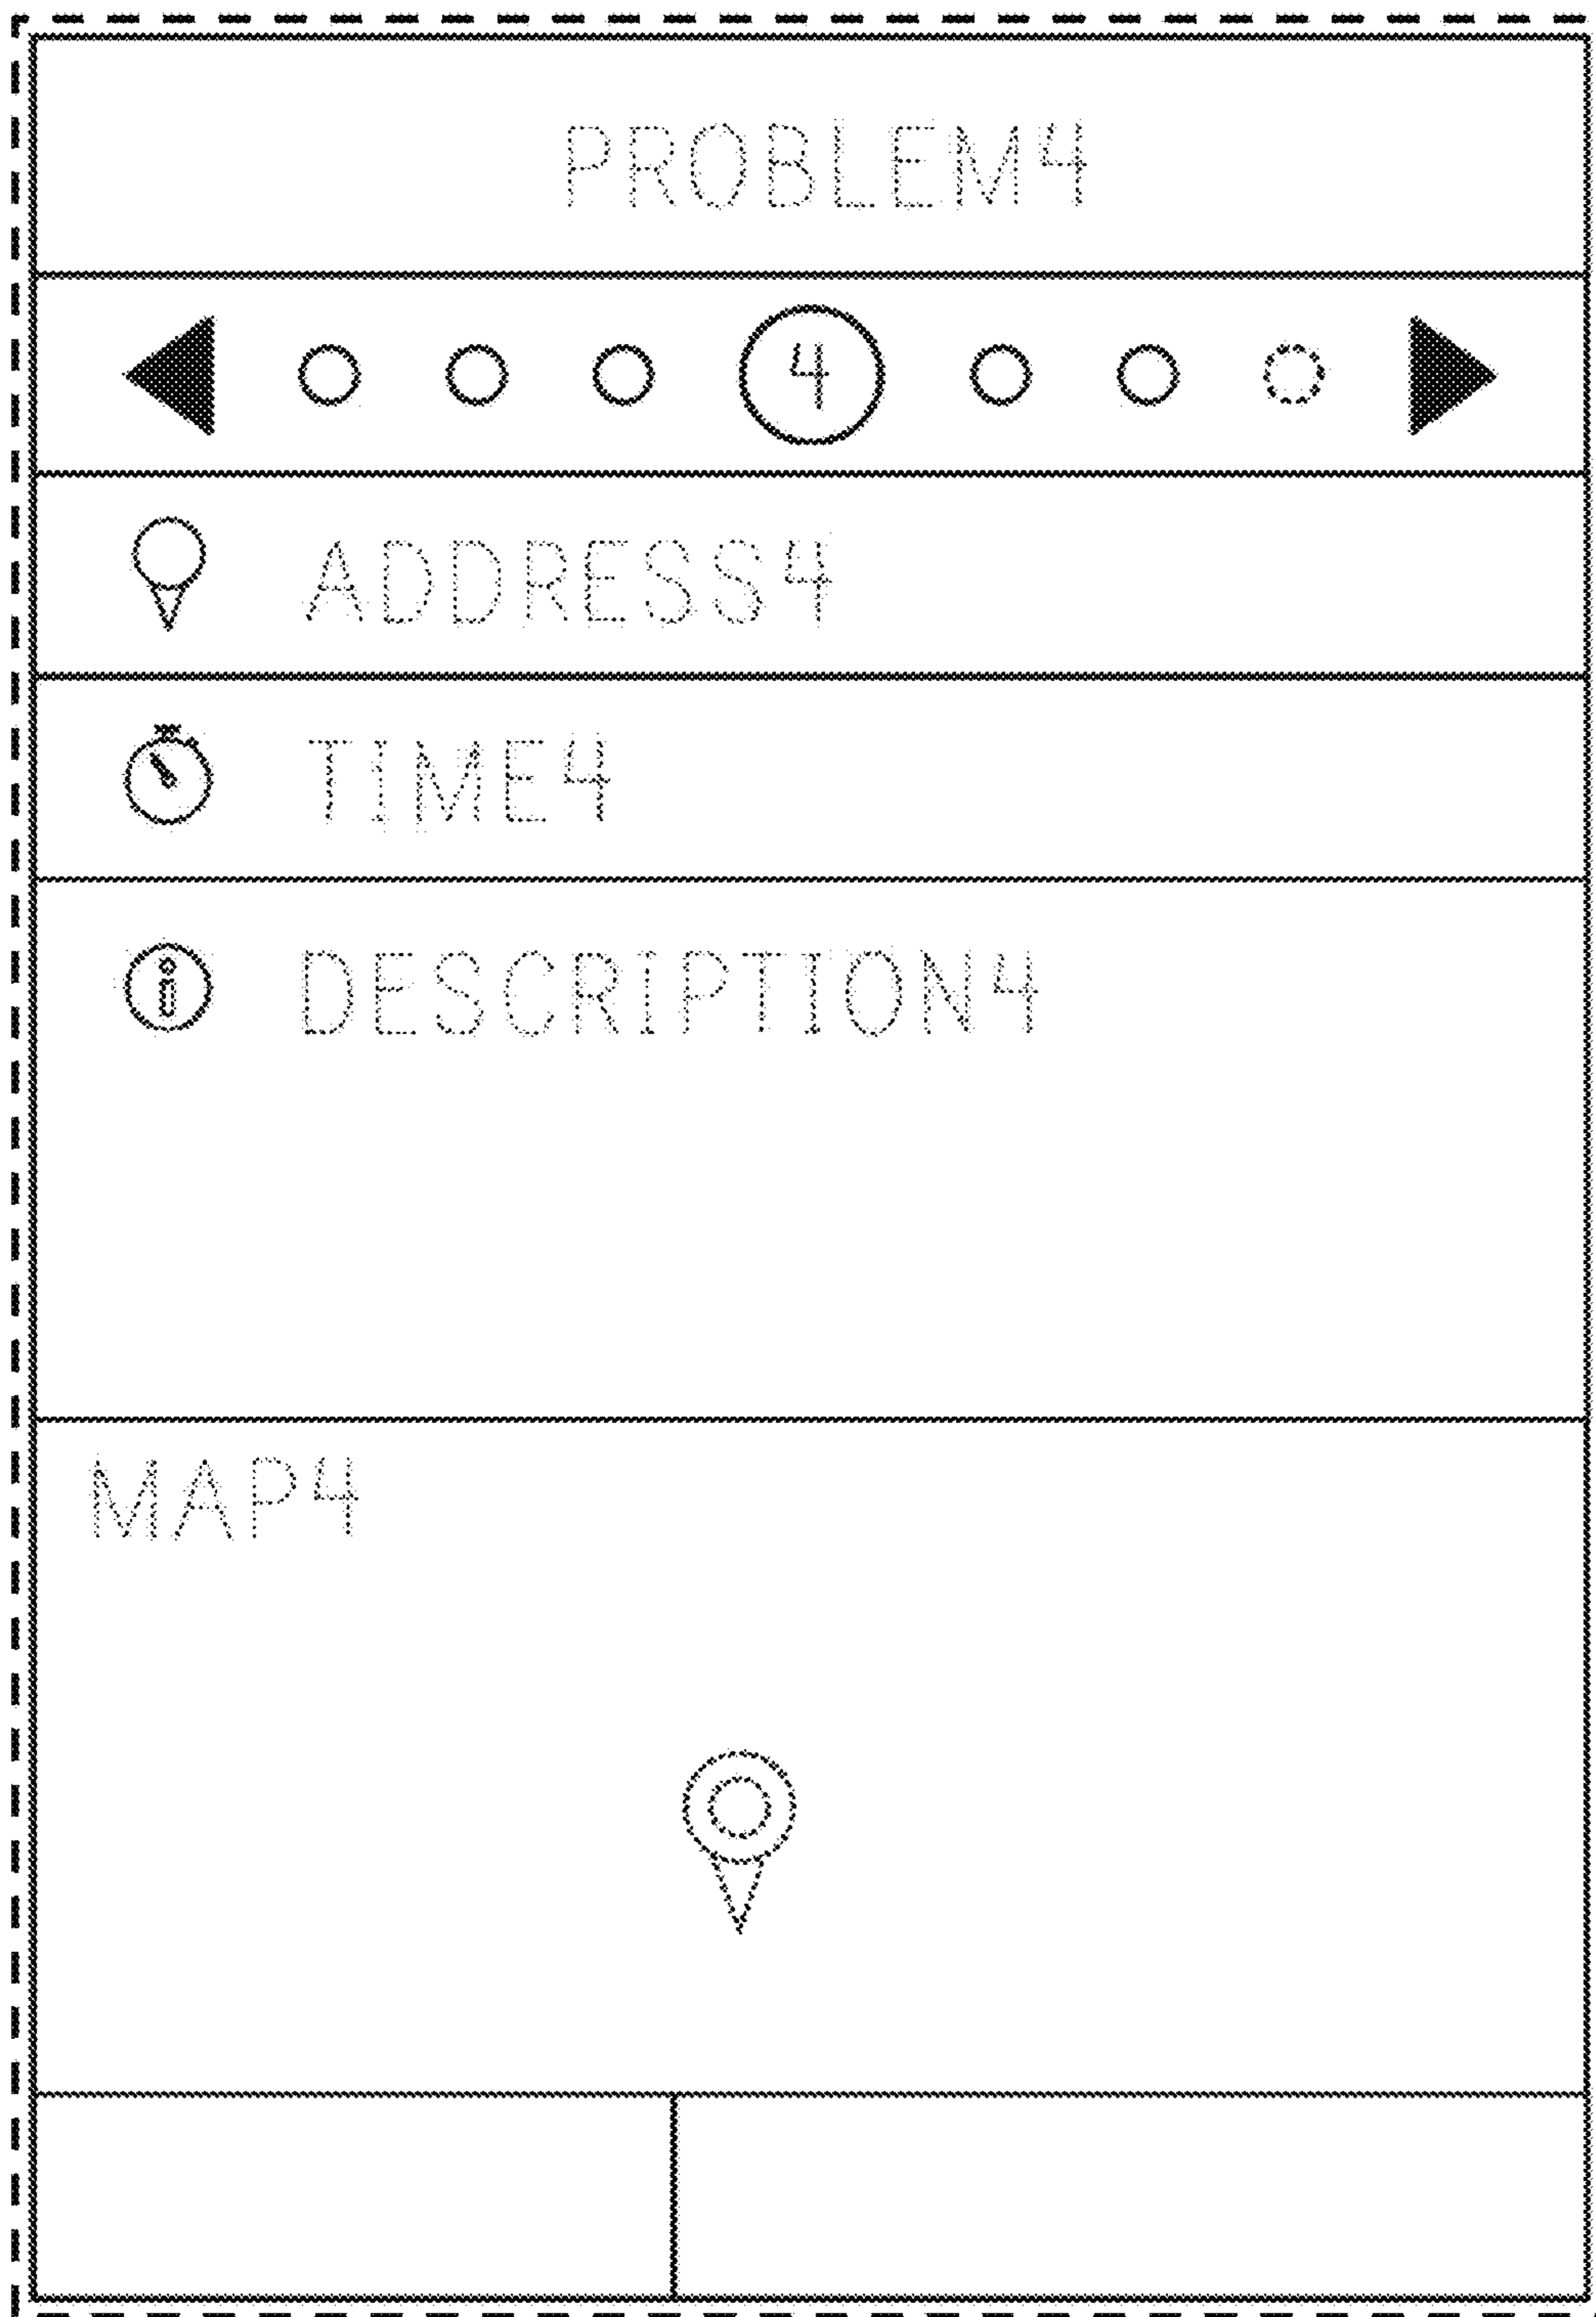 PROBLEM4
4
ADDRESS4
TIME4
i DESCRIPTION4
MAP4